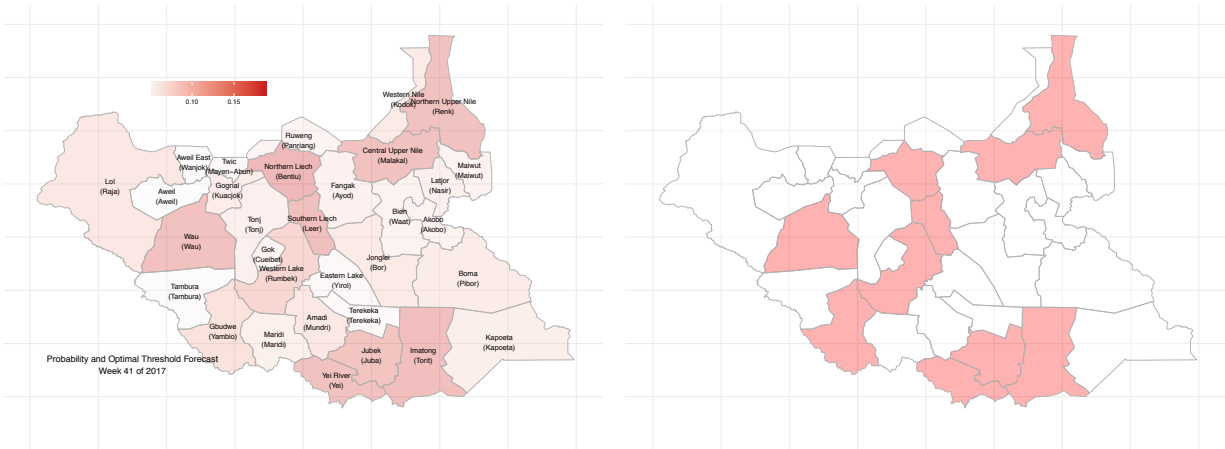 Western Nile
(Kodok)
Northern Upper Nile
(Renk)
0.10 0.15
Ruweng
(Panriang)
Central Upper Nile
(Malakal)
Aweil East
(Wanjok)
Twic
(Mayen-Abun)
Northern Liech
(Bentiu)
Maiwut
(Maiwut)
Lol
(Raja)
Aweil
(Aweil)
Gogrial
(Kuacjok)
Fangak
(Ayod)
Latjor
(Nasir)
Tonj
(Tonj)
Southern Liech
(Leer)
Bieh
(Waat)
Akobo
(Akobo)
Wau
(Wau)
Gok
(Cueibet)
Western Lake
(Rumbek)
Jonglei
(Bor)
Eastern Lake
(Yirol)
Boma
(Pibor)
Tambura
(Tambura)
Gbudwe
(Yambio)
Maridi
(Maridi)
Amadi
(Mundri)
Terekeka
(Terekeka)
Jubek
(Juba)
Imatong
(Torit)
Kapoeta
(Kapoeta)
Yei River
(Yei)
Probability and Optimal Threshold Forecast
Week 41 of 2017